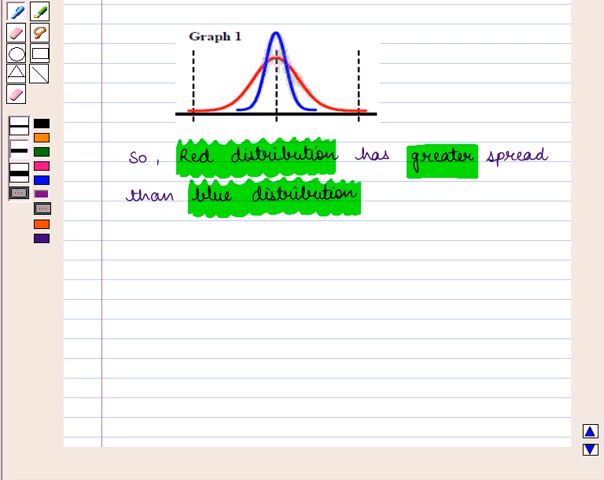 Graph 1
So, Red distribution has greater spread
than blue distribution